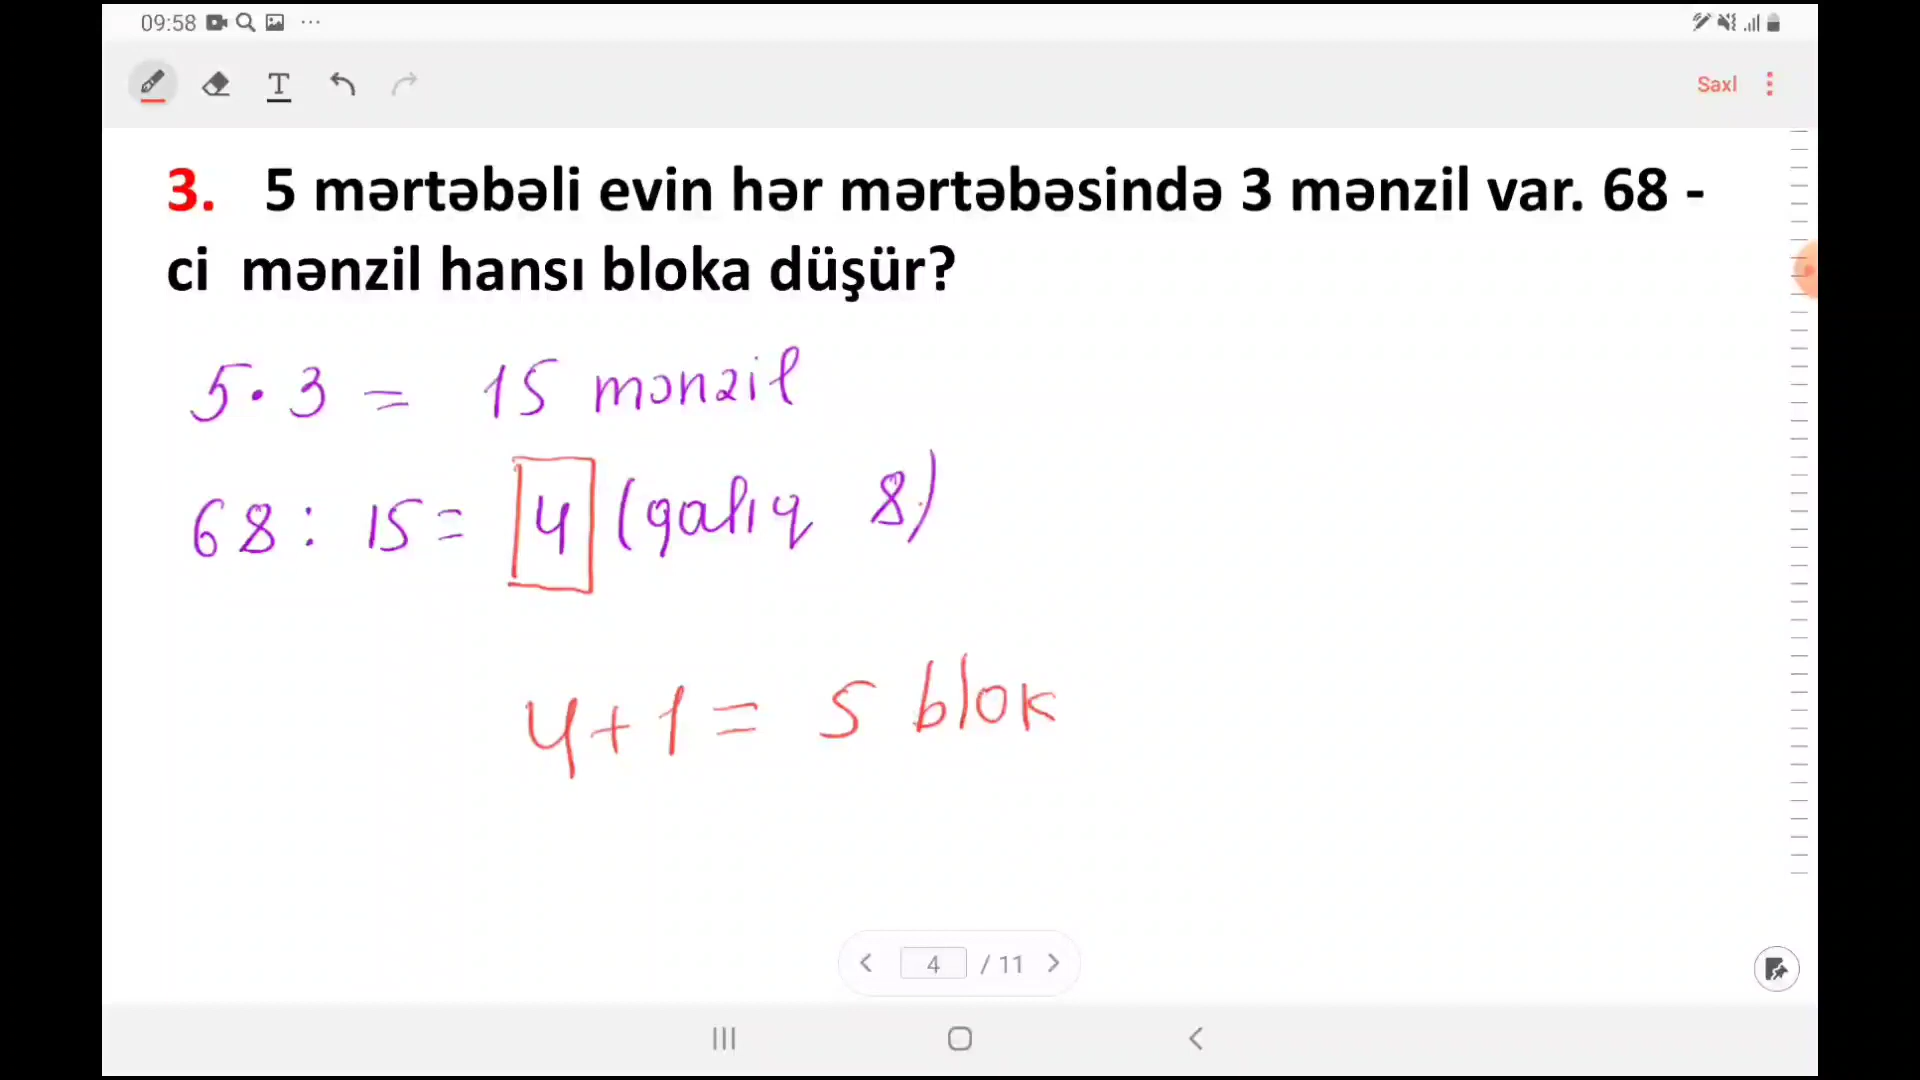 09:58
Saxl
3. 5 mərtəbəli evin hər mərtəbəsində 3 mənzil var. 68 -
ci mənzil hansı bloka düşür?
5 · 3 = 15 mənzil
68 : 15 = 4 (qalıq 8)
4 + 1 = 5 blok
4 / 11